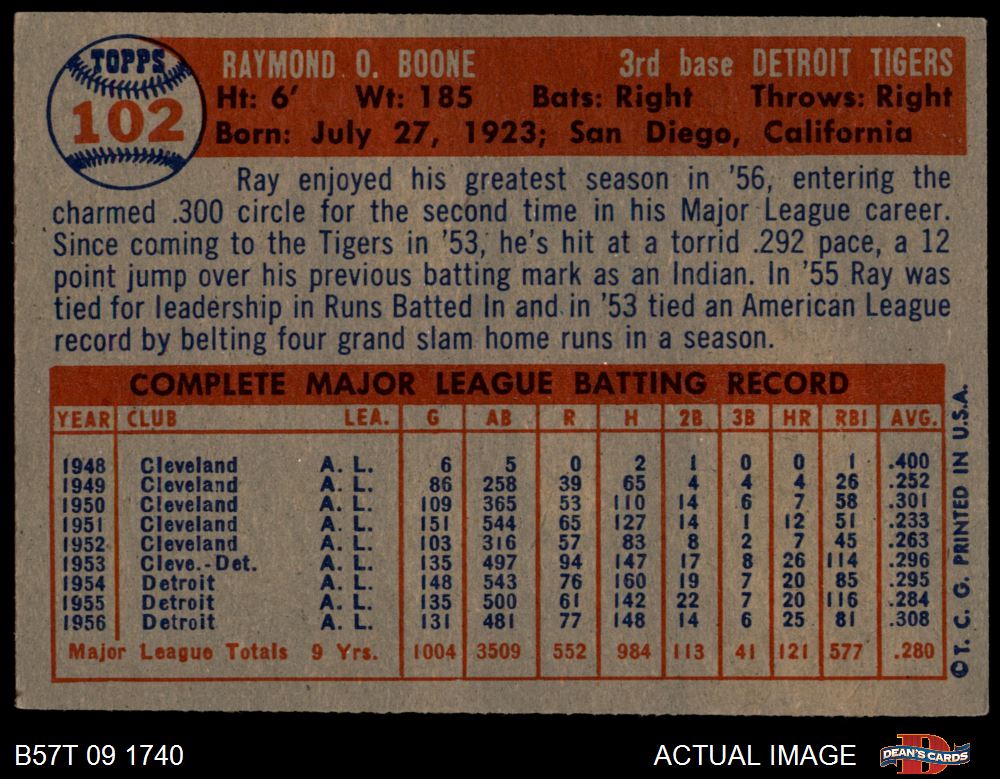 TOPPS
102
RAYMOND O. BOONE 3rd base DETROIT TIGERS
Ht: 6' Wt: 185 Bats: Right Throws: Right
Born: July 27, 1923; San Diego, California
Ray enjoyed his greatest season in '56, entering the
charmed .300 circle for the second time in his Major League career.
Since coming to the Tigers in '53, he's hit at a torrid .292 pace, a 12
point jump over his previous batting mark as an Indian. In '55 Ray was
tied for leadership in Runs Batted In and in '53 tied an American League
record by belting four grand slam home runs in a season.
COMPLETE MAJOR LEAGUE BATTING RECORD
YEAR CLUB LEA. G AB R H 2B 3B HR RBI AVG.
1948 Cleveland A. L. 6 5 0 2 1 0 0 1 .400
1949 Cleveland A. L. 86 258 39 65 4 4 4 26 .252
1950 Cleveland A. L. 109 365 53 110 14 6 7 58 .301
1951 Cleveland A. L. 151 544 65 127 14 1 12 51 .233
1952 Cleveland A. L. 103 316 57 83 8 2 7 45 .263
1953 Cleve.-Det. A. L. 135 497 94 147 17 8 26 114 .296
1954 Detroit A. L. 148 543 76 160 19 7 20 85 .295
1955 Detroit A. L. 135 500 61 142 22 7 20 116 .284
1956 Detroit A. L. 131 481 77 148 14 6 25 81 .308
Major League Totals 9 Yrs. 1004 3509 552 984 113 41 121 577 .280
©T. C. G. PRINTED IN U.S.A.
B57T 09 1740 ACTUAL IMAGE DEAN'S CARDS